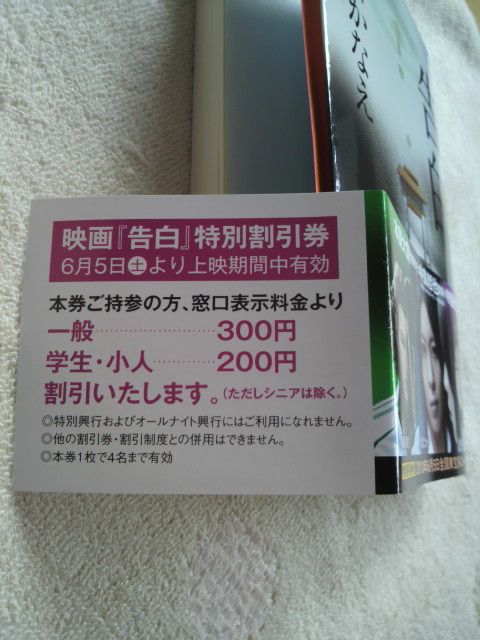 かなえ
告白
映画『告白』特別割引券
6月5日㊏より上映期間中有効
本券ご持参の方、窓口表示料金より
一般…………………300円
学生・小人…………200円
割引いたします。(ただしシニアは除く。)
◎特別興行およびオールナイト興行にはご利用になれません。
◎他の割引券・割引制度との併用はできません。
◎本券1枚で4名まで有効